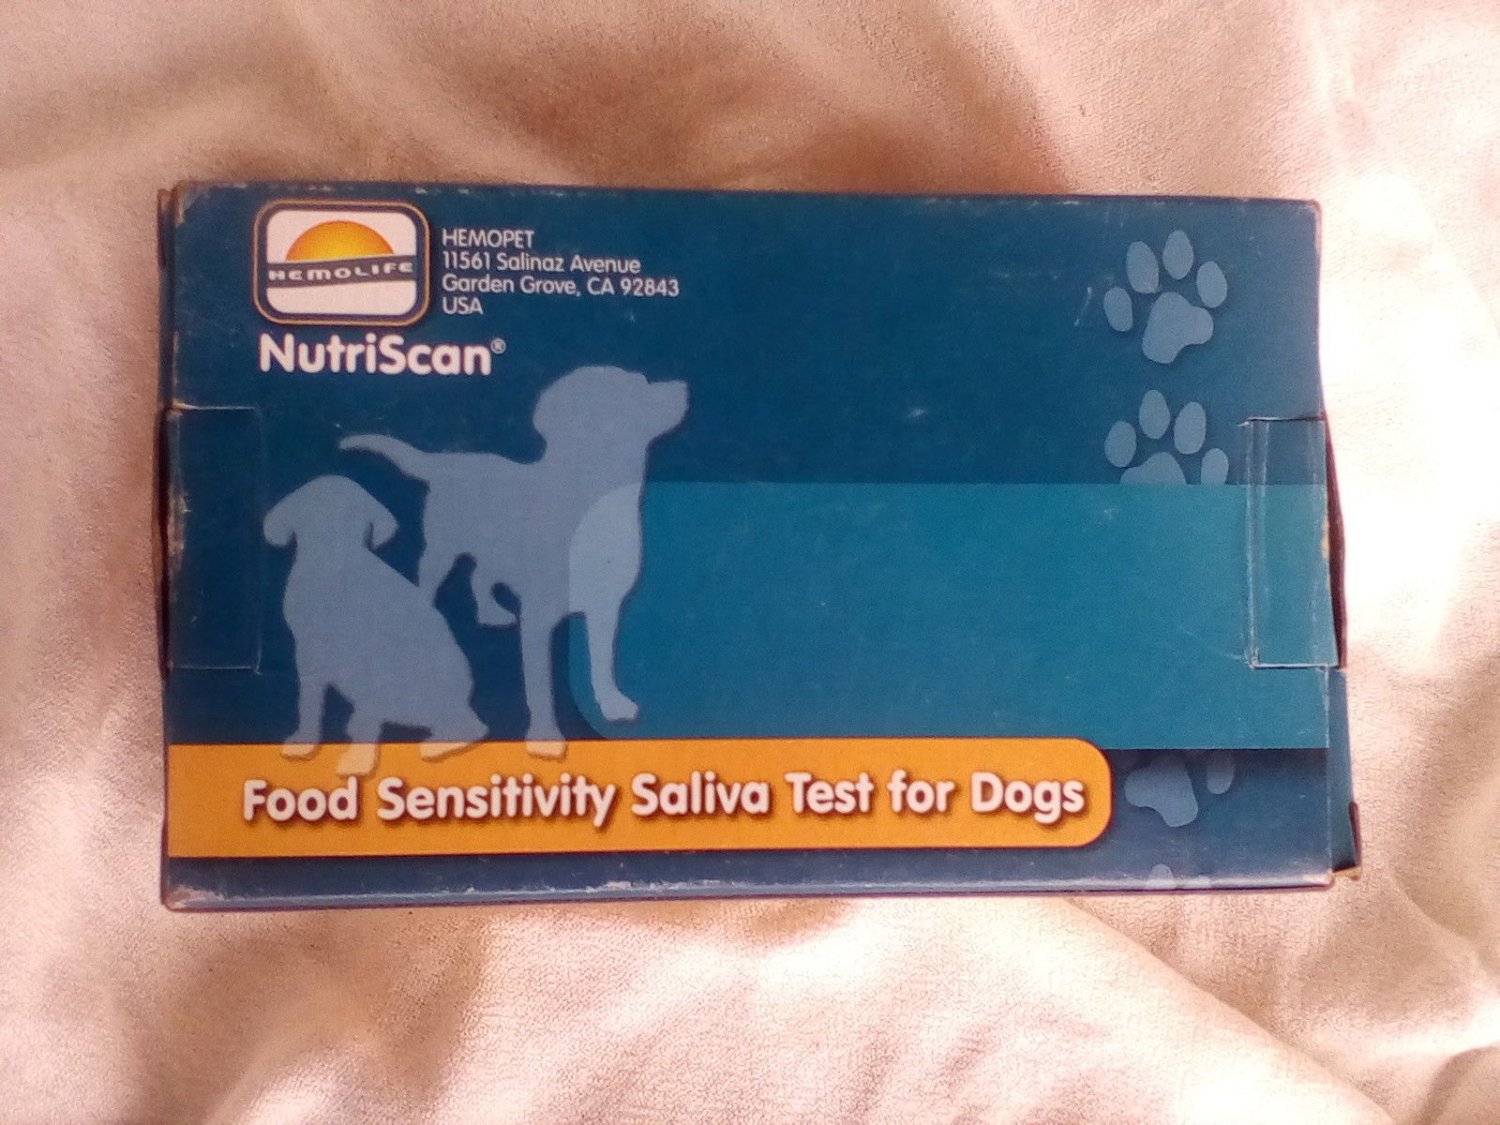 HEMOLIFE
HEMOPET
11561 Salinaz Avenue
Garden Grove, CA 92843
USA
NutriScan®
Food Sensitivity Saliva Test for Dogs